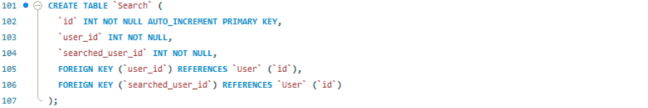 101 CREATE TABLE `Search` (
102 `id` INT NOT NULL AUTO_INCREMENT PRIMARY KEY,
103 `user_id` INT NOT NULL,
104 `searched_user_id` INT NOT NULL,
105 FOREIGN KEY (`user_id`) REFERENCES `User` (`id`),
106 FOREIGN KEY (`searched_user_id`) REFERENCES `User` (`id`)
107 );